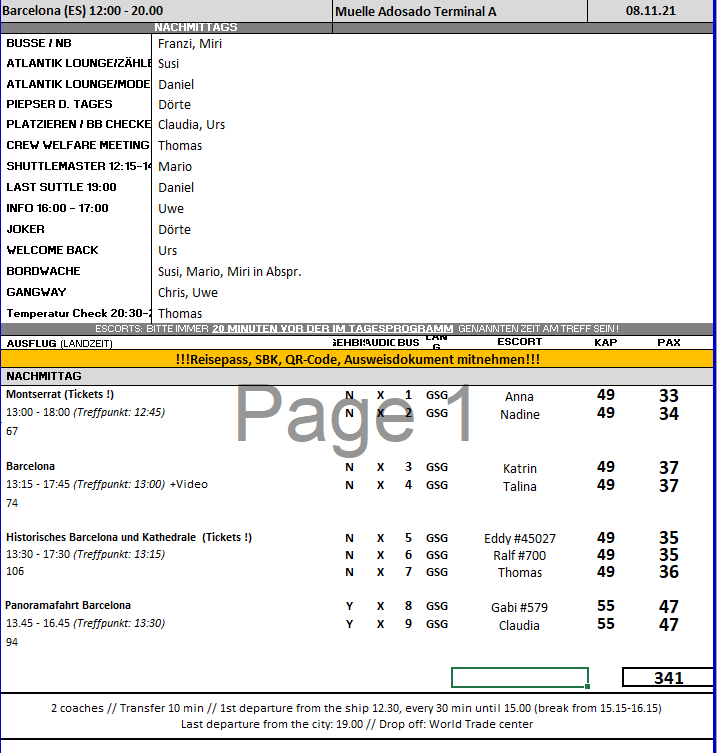 Barcelona (ES) 12:00 - 20.00 Muelle Adosado Terminal A 08.11.21
NACHMITTAGS
BUSSE / NB Franzi, Miri
ATLANTIK LOUNGE/ZÄHLE Susi
ATLANTIK LOUNGE/MODE Daniel
PIEPSER D. TAGES Dörte
PLATZIEREN / BB CHECKE Claudia, Urs
CREW WELFARE MEETING Thomas
SHUTTLEMASTER 12:15-14 Mario
LAST SUTTLE 19:00 Daniel
INFO 16:00 - 17:00 Uwe
JOKER Dörte
WELCOME BACK Urs
BORDWACHE Susi, Mario, Miri in Abspr.
GANGWAY Chris, Uwe
Temperatur Check 20:30-2 Thomas
ESCORTS: BITTE IMMER 20 MINUTEN VOR DER IM TAGESPROGRAMM GENANNTEN ZEIT AM TREFF SEIN!
AUSFLUG (LANDZEIT) GEHBI AUDIO BUS LAN G. ESCORT KAP PAX
!!!Reisepass, SBK, QR-Code, Ausweisdokument mitnehmen!!!
NACHMITTAG
Montserrat (Tickets !) N X 1 GSG Anna 49 33
13:00 - 18:00 (Treffpunkt: 12:45) N X 2 GSG Nadine 49 34
67
Page 1
Barcelona N X 3 GSG Katrin 49 37
13:15 - 17:45 (Treffpunkt: 13:00) +Video N X 4 GSG Talina 49 37
74
Historisches Barcelona und Kathedrale (Tickets !) N X 5 GSG Eddy #45027 49 35
13:30 - 17:30 (Treffpunkt: 13:15) N X 6 GSG Ralf #700 49 35
106 N X 7 GSG Thomas 49 36
Panoramafahrt Barcelona Y X 8 GSG Gabi #579 55 47
13.45 - 16.45 (Treffpunkt: 13:30) Y X 9 GSG Claudia 55 47
94
341
2 coaches // Transfer 10 min // 1st departure from the ship 12.30, every 30 min until 15.00 (break from 15.15-16.15)
Last departure from the city: 19.00 // Drop off: World Trade center